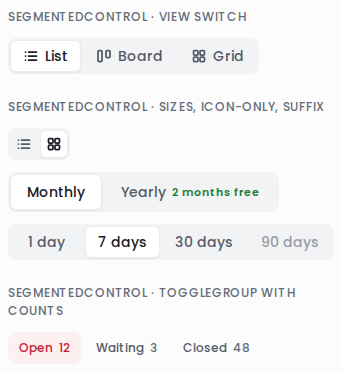 SEGMENTEDCONTROL · VIEW SWITCH
List Board Grid
SEGMENTEDCONTROL · SIZES, ICON-ONLY, SUFFIX
Monthly Yearly 2 months free
1 day 7 days 30 days 90 days
SEGMENTEDCONTROL · TOGGLEGROUP WITH
COUNTS
Open 12 Waiting 3 Closed 48